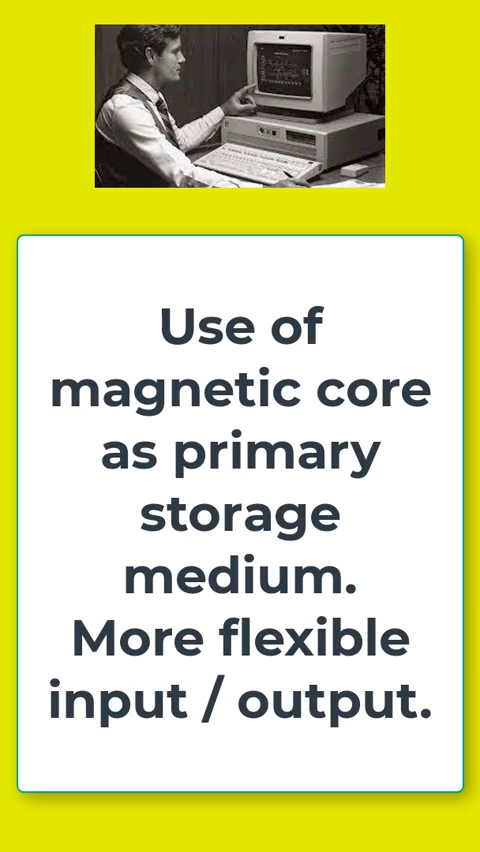 Use of
magnetic core
as primary
storage
medium.
More flexible
input / output.